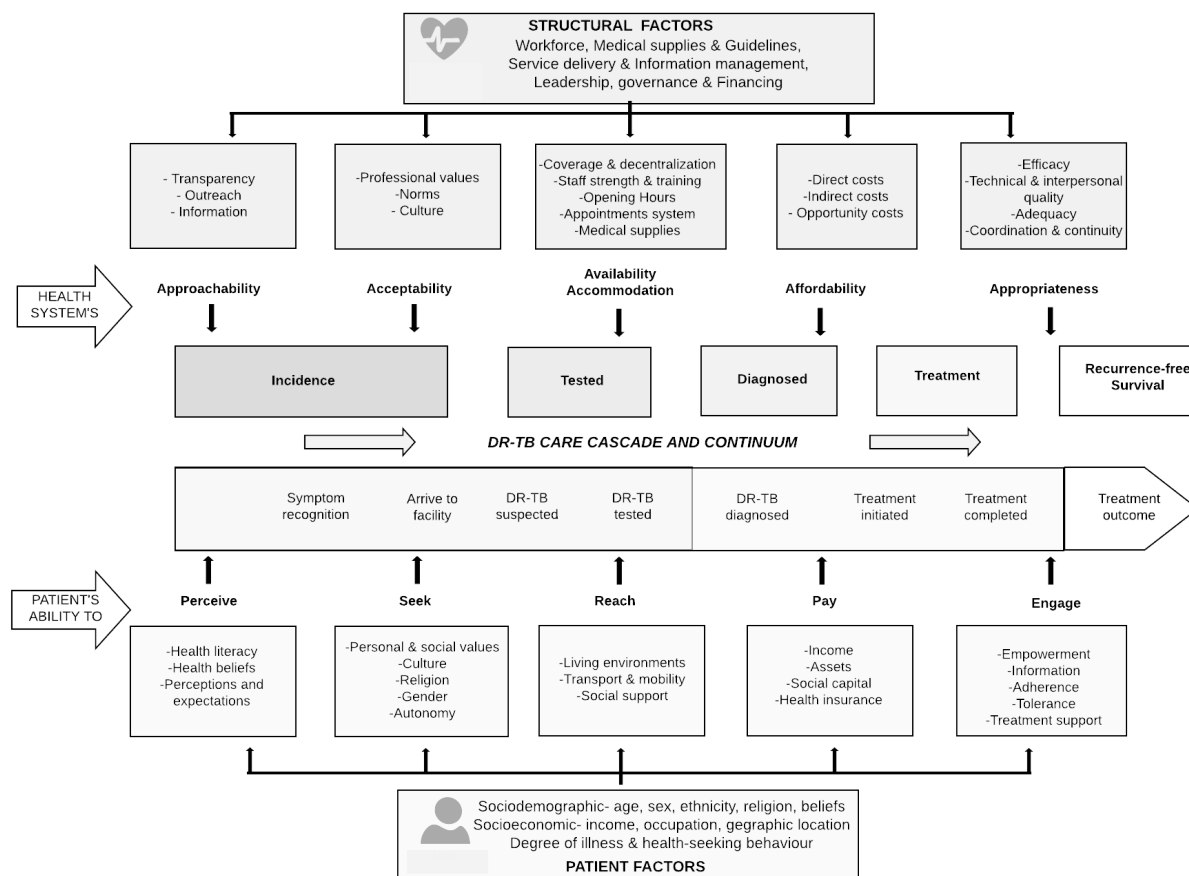 STRUCTURAL FACTORS
Workforce, Medical supplies & Guidelines,
Service delivery & Information management,
Leadership, governance & Financing
- Transparency
- Outreach
- Information
-Professional values
-Norms
- Culture
-Coverage & decentralization
-Staff strength & training
-Opening Hours
-Appointments system
-Medical supplies
-Direct costs
-Indirect costs
- Opportunity costs
-Efficacy
-Technical & interpersonal
quality
-Adequacy
-Coordination & continuity
HEALTH
SYSTEM'S
Approachability
Acceptability
Availability
Accommodation
Affordability
Appropriateness
Incidence
Tested
Diagnosed
Treatment
Recurrence-free
Survival
DR-TB CARE CASCADE AND CONTINUUM
Symptom
recognition
Arrive to
facility
DR-TB
suspected
DR-TB
tested
DR-TB
diagnosed
Treatment
initiated
Treatment
completed
Treatment
outcome
PATIENT'S
ABILITY TO
Perceive
Seek
Reach
Pay
Engage
-Health literacy
-Health beliefs
-Perceptions and
expectations
-Personal & social values
-Culture
-Religion
-Gender
-Autonomy
-Living environments
-Transport & mobility
-Social support
-Income
-Assets
-Social capital
-Health insurance
-Empowerment
-Information
-Adherence
-Tolerance
-Treatment support
Sociodemographic- age, sex, ethnicity, religion, beliefs
Socioeconomic- income, occupation, gegraphic location
Degree of illness & health-seeking behaviour
PATIENT FACTORS